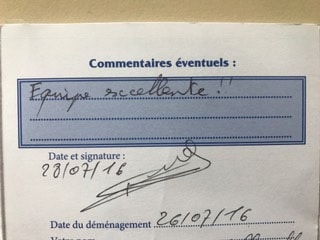 Commentaires éventuels :
Equipe excellente !!
Date et signature :
28/07/16
Date du déménagement 26/07/16